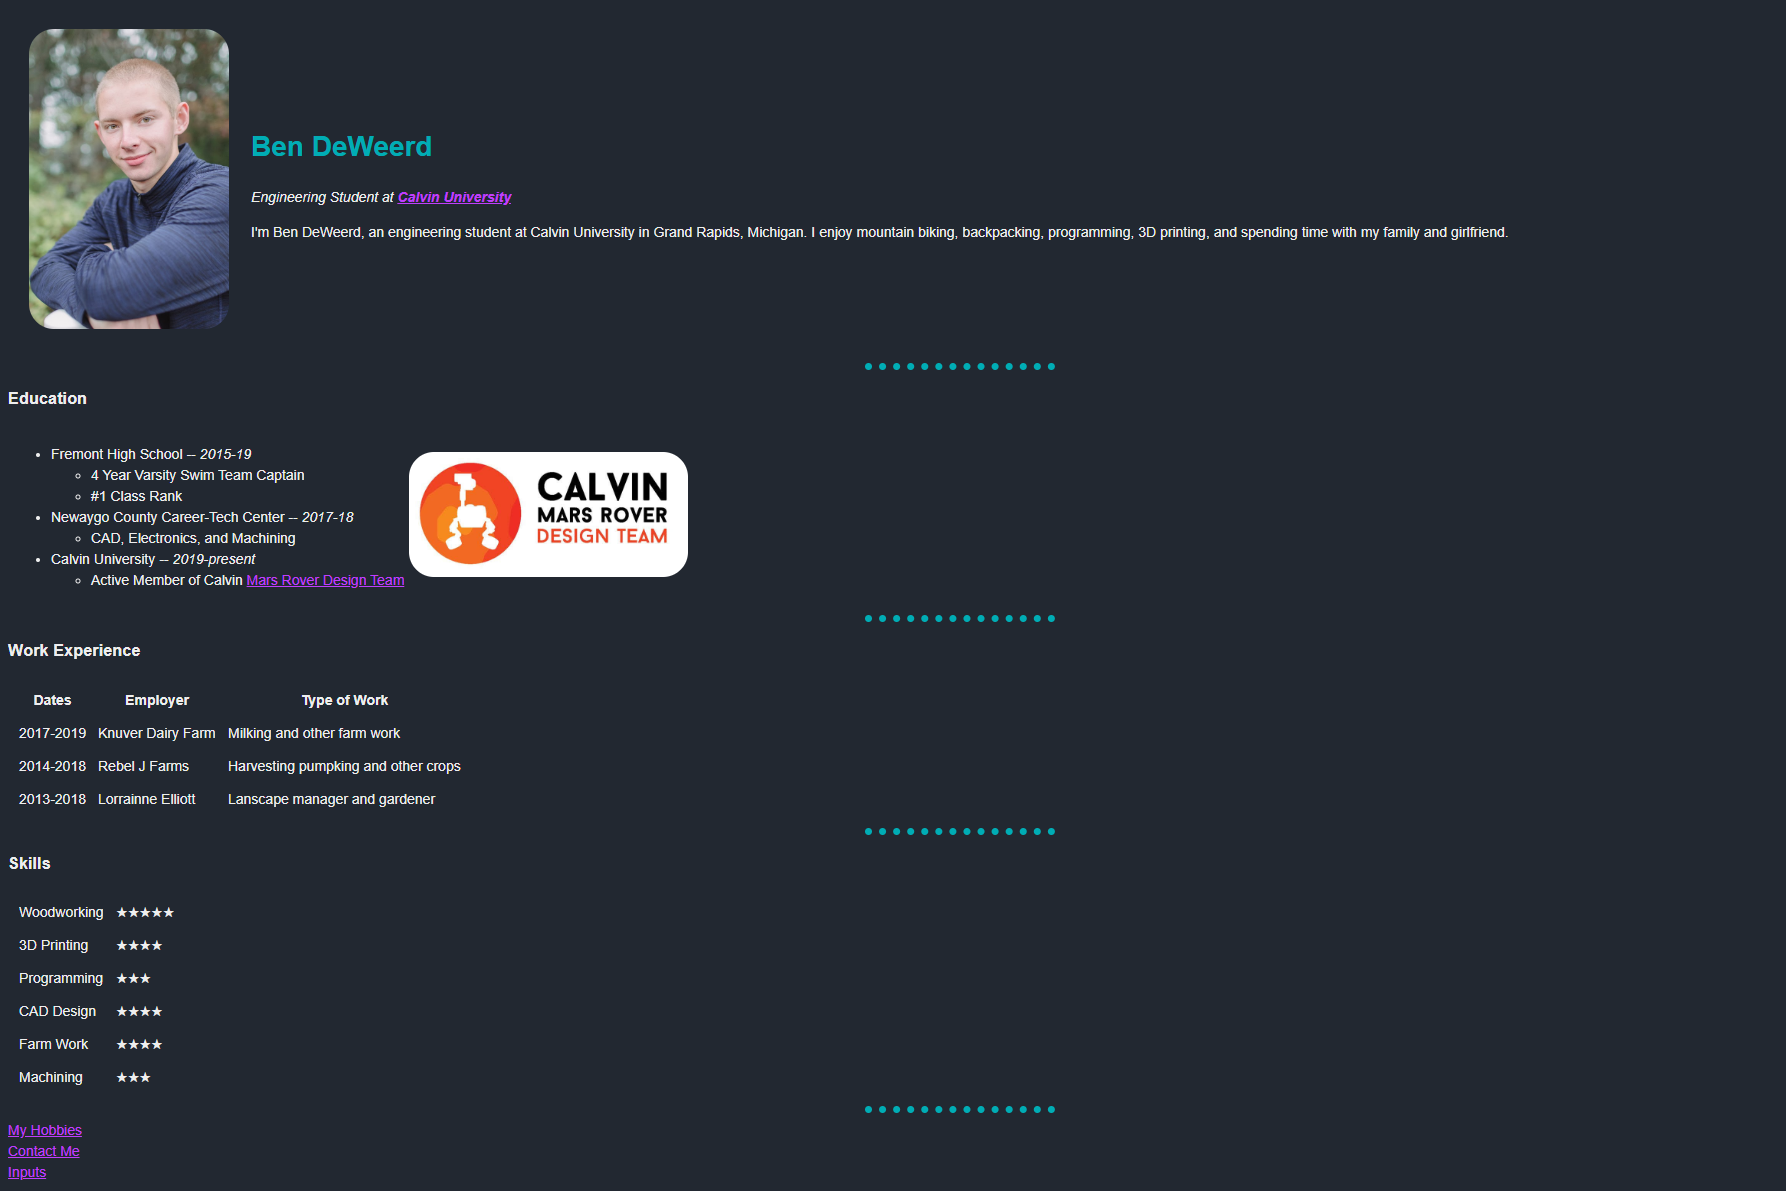 Ben DeWeerd
Engineering Student at Calvin University
I'm Ben DeWeerd, an engineering student at Calvin University in Grand Rapids, Michigan. I enjoy mountain biking, backpacking, programming, 3D printing, and spending time with my family and girlfriend.
Education
Fremont High School -- 2015-19
4 Year Varsity Swim Team Captain
#1 Class Rank
Newaygo County Career-Tech Center -- 2017-18
CAD, Electronics, and Machining
Calvin University -- 2019-present
Active Member of Calvin Mars Rover Design Team
CALVIN
MARS ROVER
DESIGN TEAM
Work Experience
Dates Employer Type of Work
2017-2019 Knuver Dairy Farm Milking and other farm work
2014-2018 Rebel J Farms Harvesting pumpking and other crops
2013-2018 Lorrainne Elliott Lanscape manager and gardener
Skills
Woodworking ★★★★★
3D Printing ★★★★
Programming ★★★
CAD Design ★★★★
Farm Work ★★★★
Machining ★★★
My Hobbies
Contact Me
Inputs